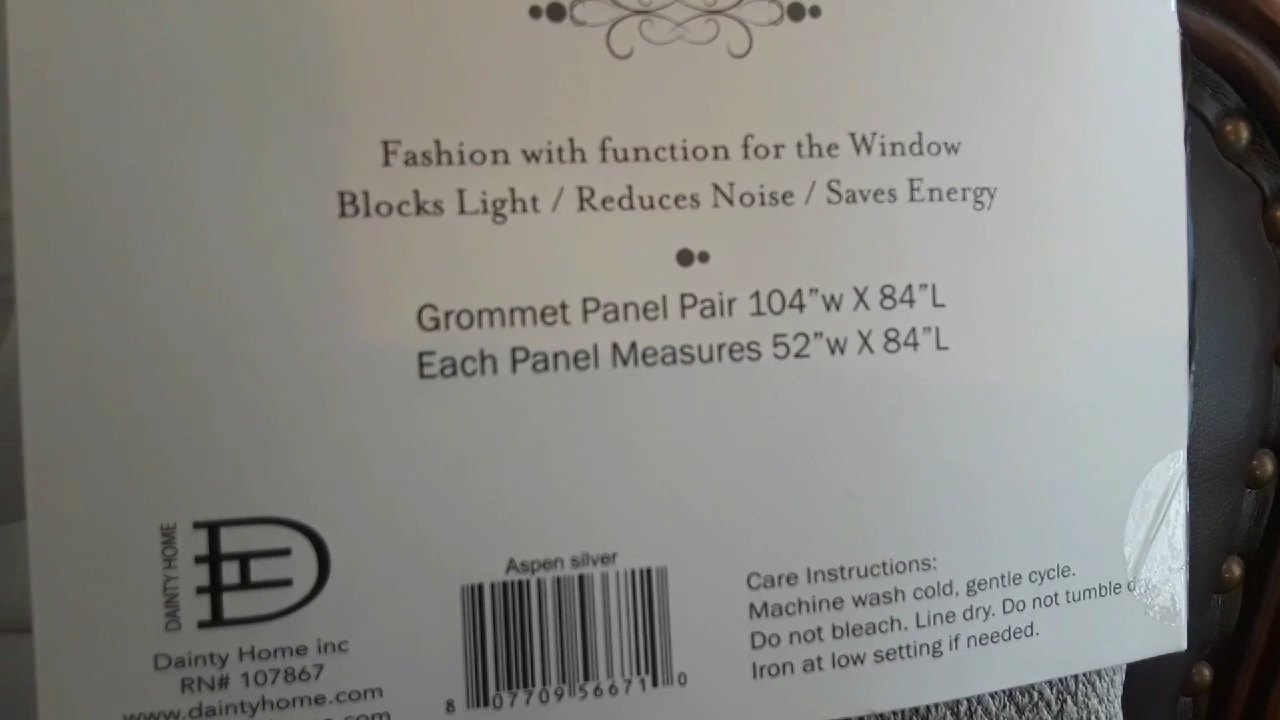 Fashion with function for the Window
Blocks Light / Reduces Noise / Saves Energy
Grommet Panel Pair 104”w X 84”L
Each Panel Measures 52”w X 84”L
DAINTY HOME
DH
Dainty Home inc
RN# 107867
www.daintyhome.com
Aspen silver
8 07709 56671 0
Care Instructions:
Machine wash cold, gentle cycle.
Do not bleach. Line dry. Do not tumble
Iron at low setting if needed.